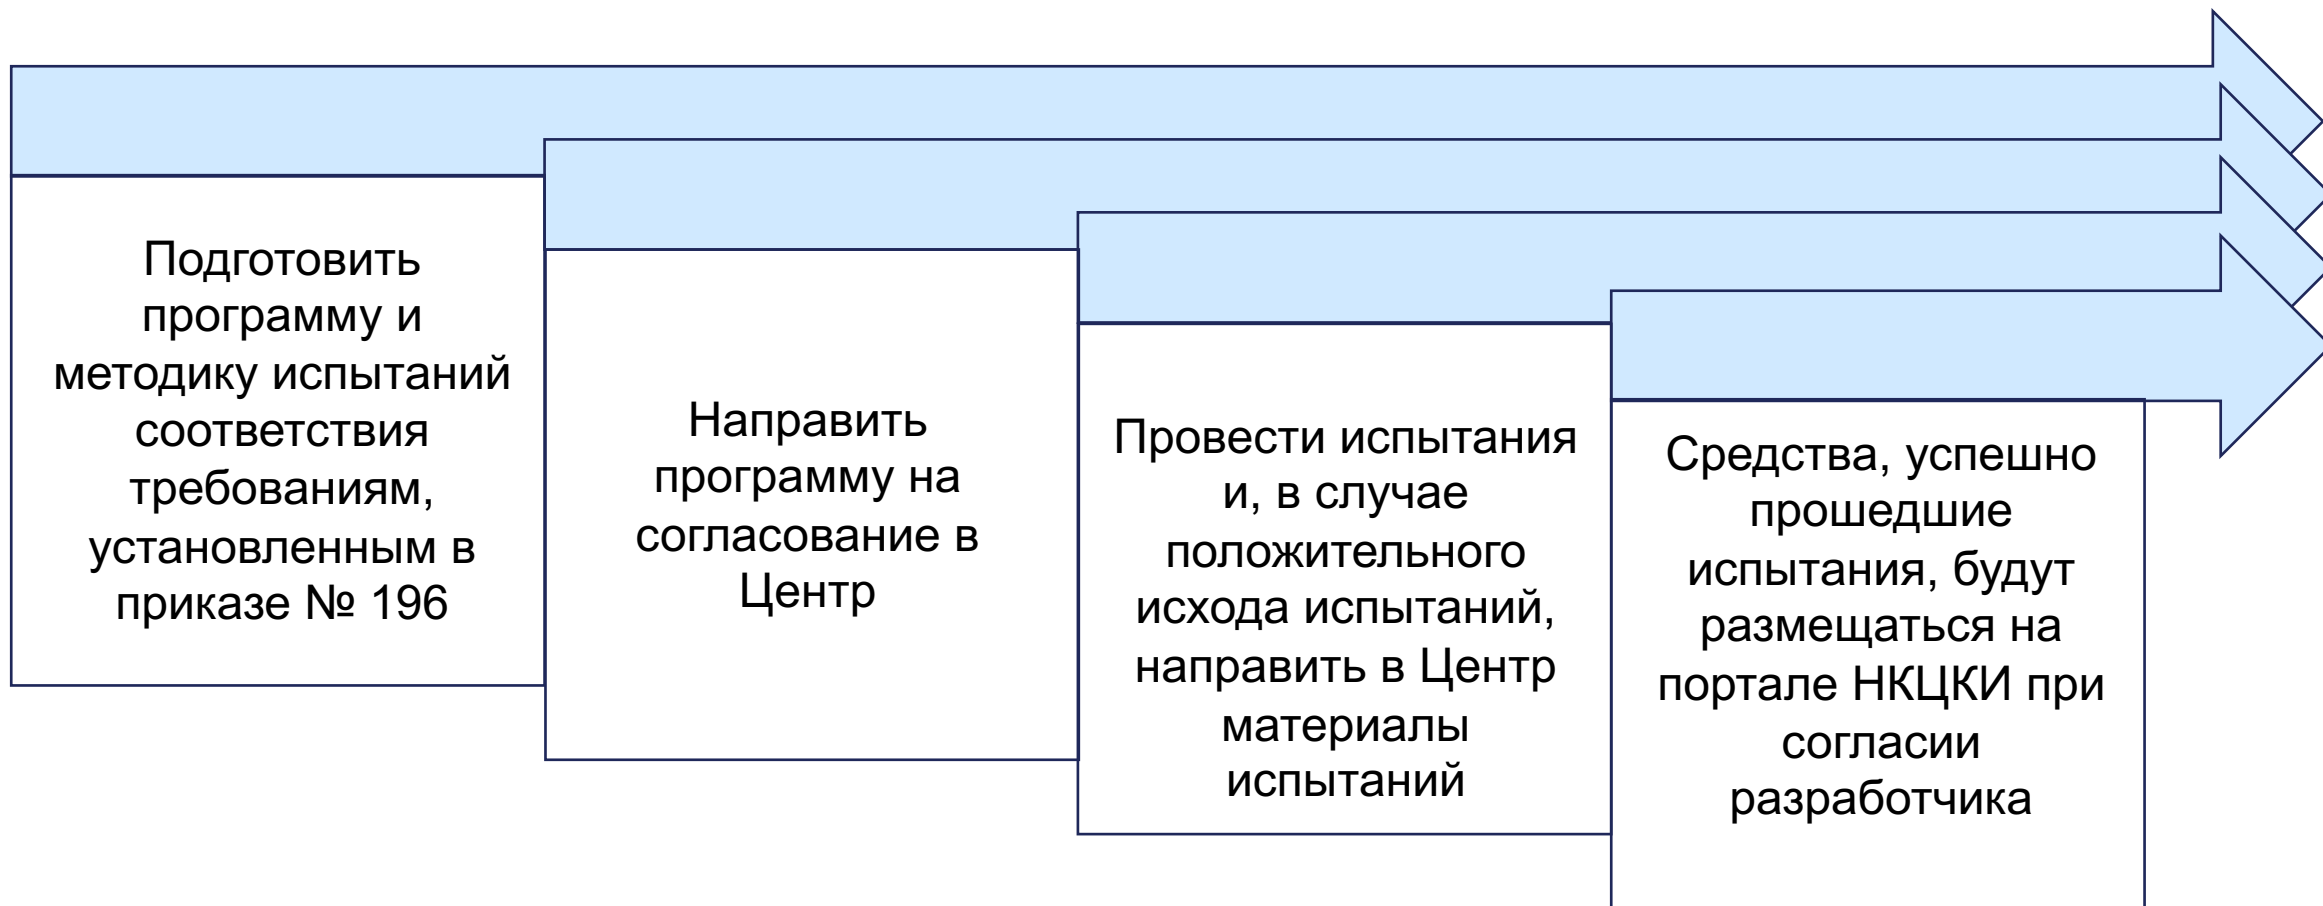 Подготовить
программу и
методику испытаний
соответствия
требованиям,
установленным в
приказе № 196
Направить
программу на
согласование в
Центр
Провести испытания
и, в случае
положительного
исхода испытаний,
направить в Центр
материалы
испытаний
Средства, успешно
прошедшие
испытания, будут
размещаться на
портале НКЦКИ при
согласии
разработчика